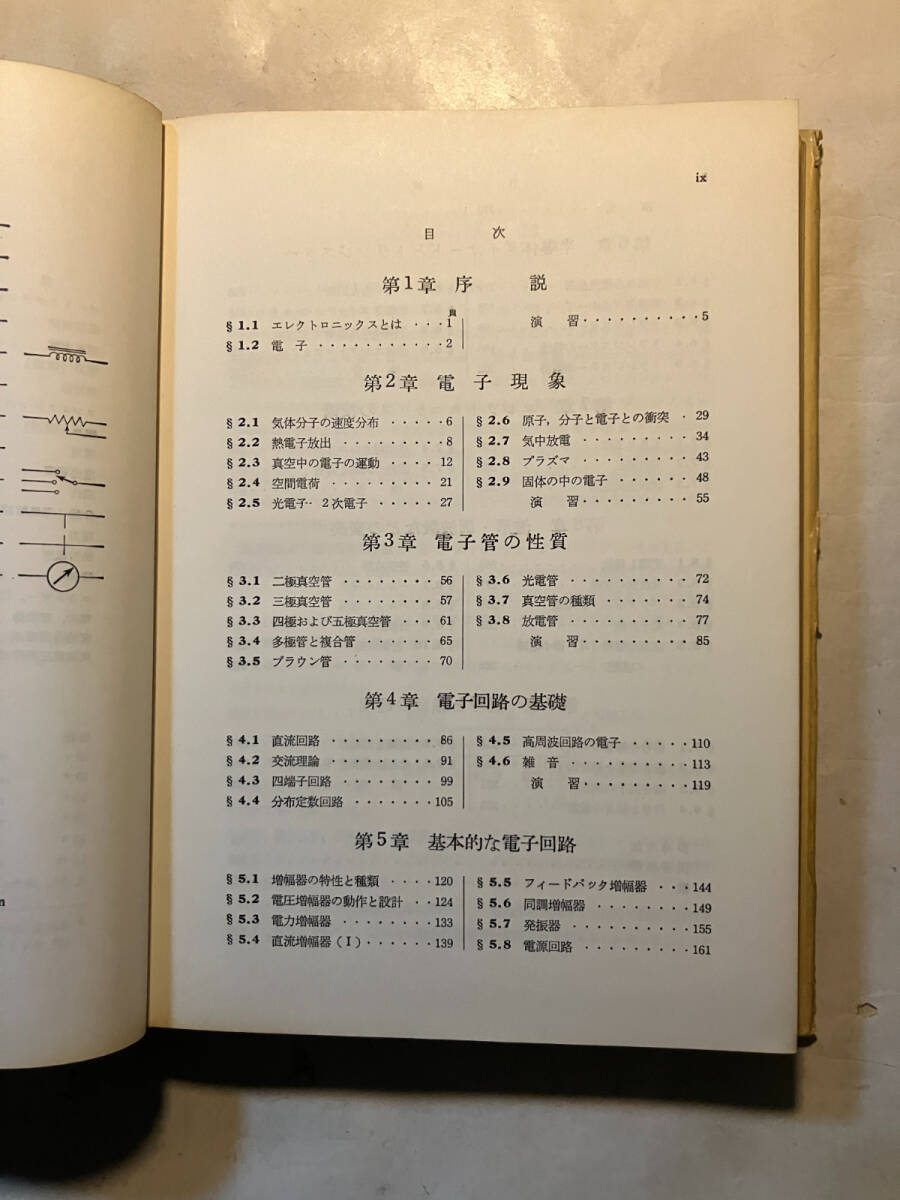 ix
目次
第1章 序説
頁
§ 1.1 エレクトロニックスとは ・・・1
§ 1.2 電子 ・・・・・・・・・・・2
演習・・・・・・・・・・5
第2章 電子現象
§ 2.1 気体分子の速度分布 ・・・・・6
§ 2.2 熱電子放出 ・・・・・・・・8
§ 2.3 真空中の電子の運動 ・・・・12
§ 2.4 空間電荷 ・・・・・・・・21
§ 2.5 光電子・2次電子 ・・・・・27
§ 2.6 原子,分子と電子との衝突 ・29
§ 2.7 気中放電 ・・・・・・・・・34
§ 2.8 プラズマ ・・・・・・・・・43
§ 2.9 固体の中の電子 ・・・・・・48
演習・・・・・・・・・55
第3章 電子管の性質
§ 3.1 二極真空管 ・・・・・・・・56
§ 3.2 三極真空管 ・・・・・・・・57
§ 3.3 四極および五極真空管 ・・・61
§ 3.4 多極管と複合管 ・・・・・・65
§ 3.5 ブラウン管 ・・・・・・・・70
§ 3.6 光電管 ・・・・・・・・・・72
§ 3.7 真空管の種類 ・・・・・・・74
§ 3.8 放電管 ・・・・・・・・・・77
演習・・・・・・・・・85
第4章 電子回路の基礎
§ 4.1 直流回路 ・・・・・・・・・86
§ 4.2 交流理論 ・・・・・・・・・91
§ 4.3 四端子回路 ・・・・・・・・99
§ 4.4 分布定数回路 ・・・・・・・105
§ 4.5 高周波回路の電子 ・・・・・110
§ 4.6 雑音 ・・・・・・・・・・113
演習・・・・・・・・・119
第5章 基本的な電子回路
§ 5.1 増幅器の特性と種類 ・・・・120
§ 5.2 電圧増幅器の動作と設計 ・・124
§ 5.3 電力増幅器 ・・・・・・・・133
§ 5.4 直流増幅器(I)・・・・・・139
§ 5.5 フィードバック増幅器 ・・・144
§ 5.6 同調増幅器 ・・・・・・・・149
§ 5.7 発振器 ・・・・・・・・・・155
§ 5.8 電源回路 ・・・・・・・・・161